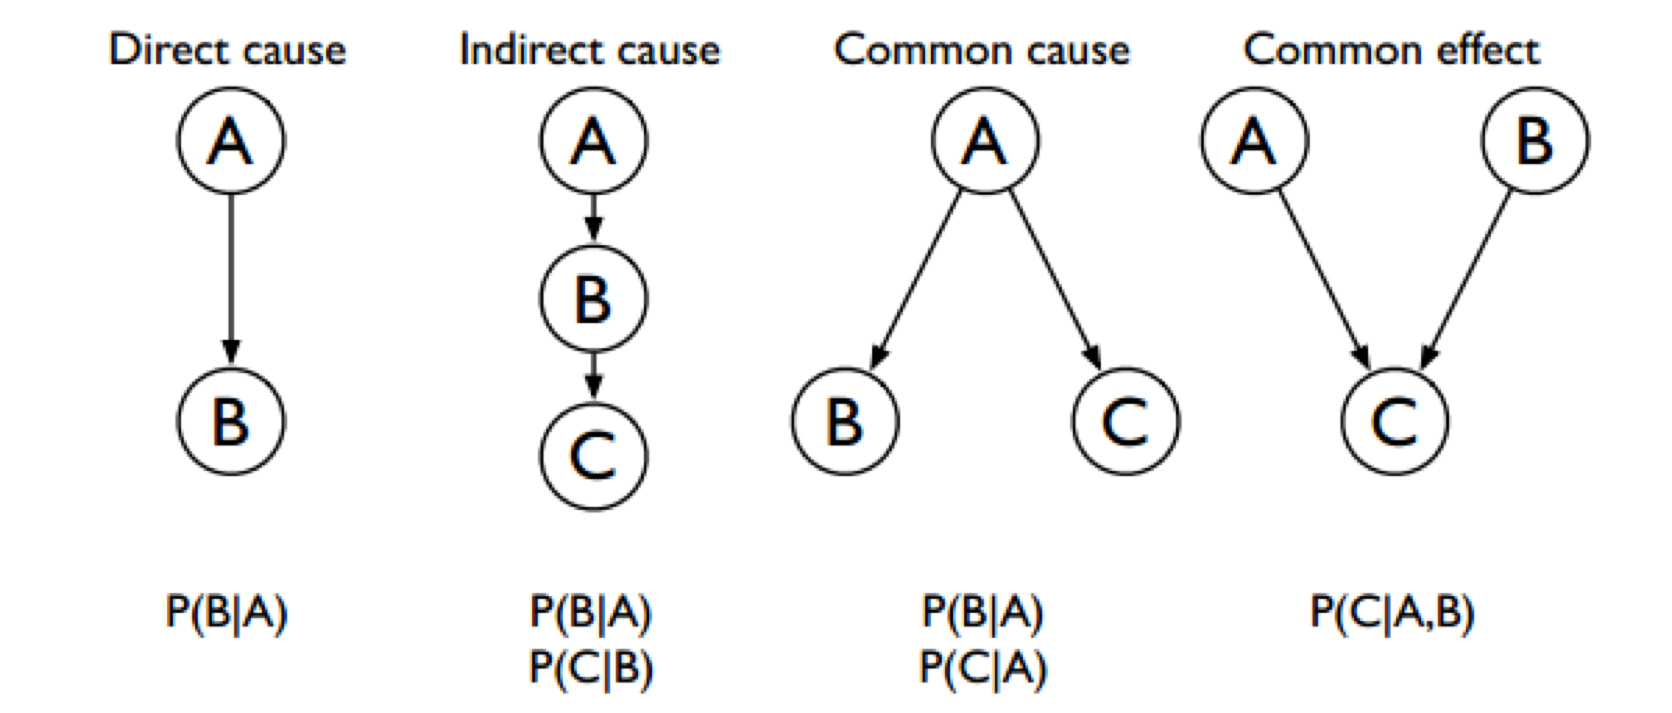 Direct cause
A
B
P(B|A)
Indirect cause
A
B
C
P(B|A)
P(C|B)
Common cause
A
B
C
P(B|A)
P(C|A)
Common effect
A
B
C
P(C|A,B)